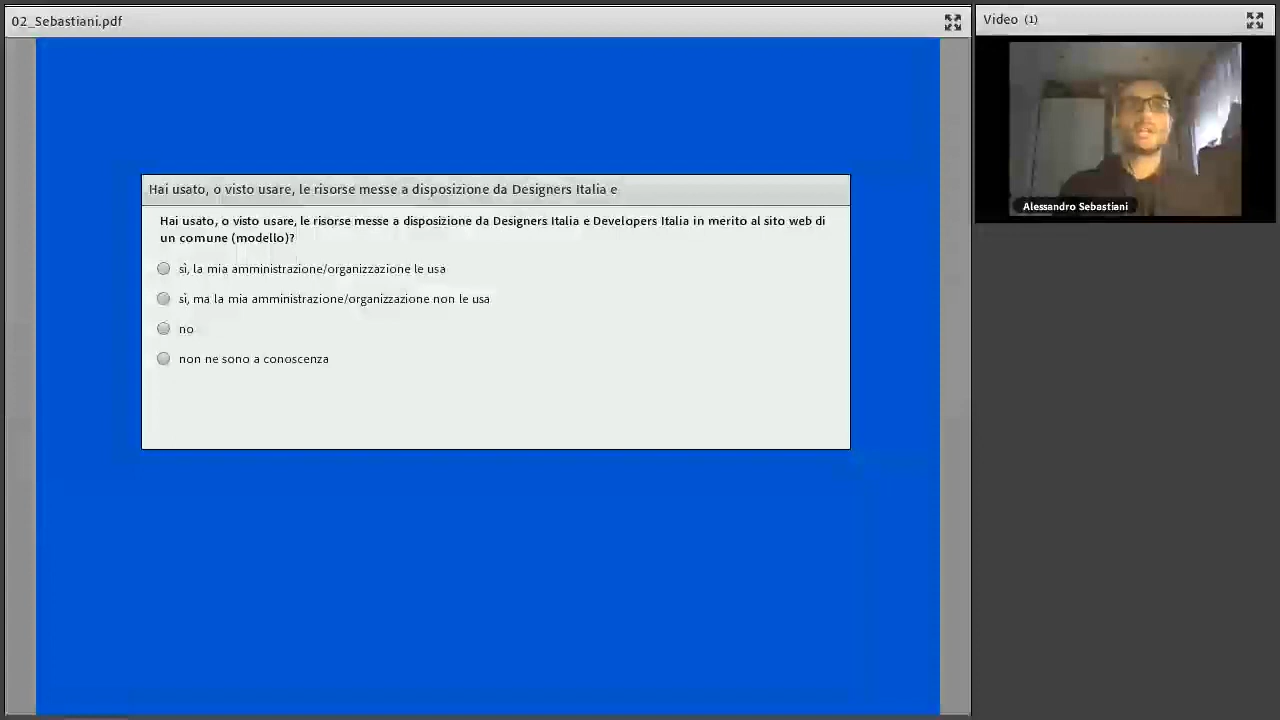 02_Sebastiani.pdf
Video (1)
Alessandro Sebastiani
Hai usato, o visto usare, le risorse messe a disposizione da Designers Italia e
Hai usato, o visto usare, le risorse messe a disposizione da Designers Italia e Developers Italia in merito al sito web di
un comune (modello)?
sì, la mia amministrazione/organizzazione le usa
sì, ma la mia amministrazione/organizzazione non le usa
no
non ne sono a conoscenza